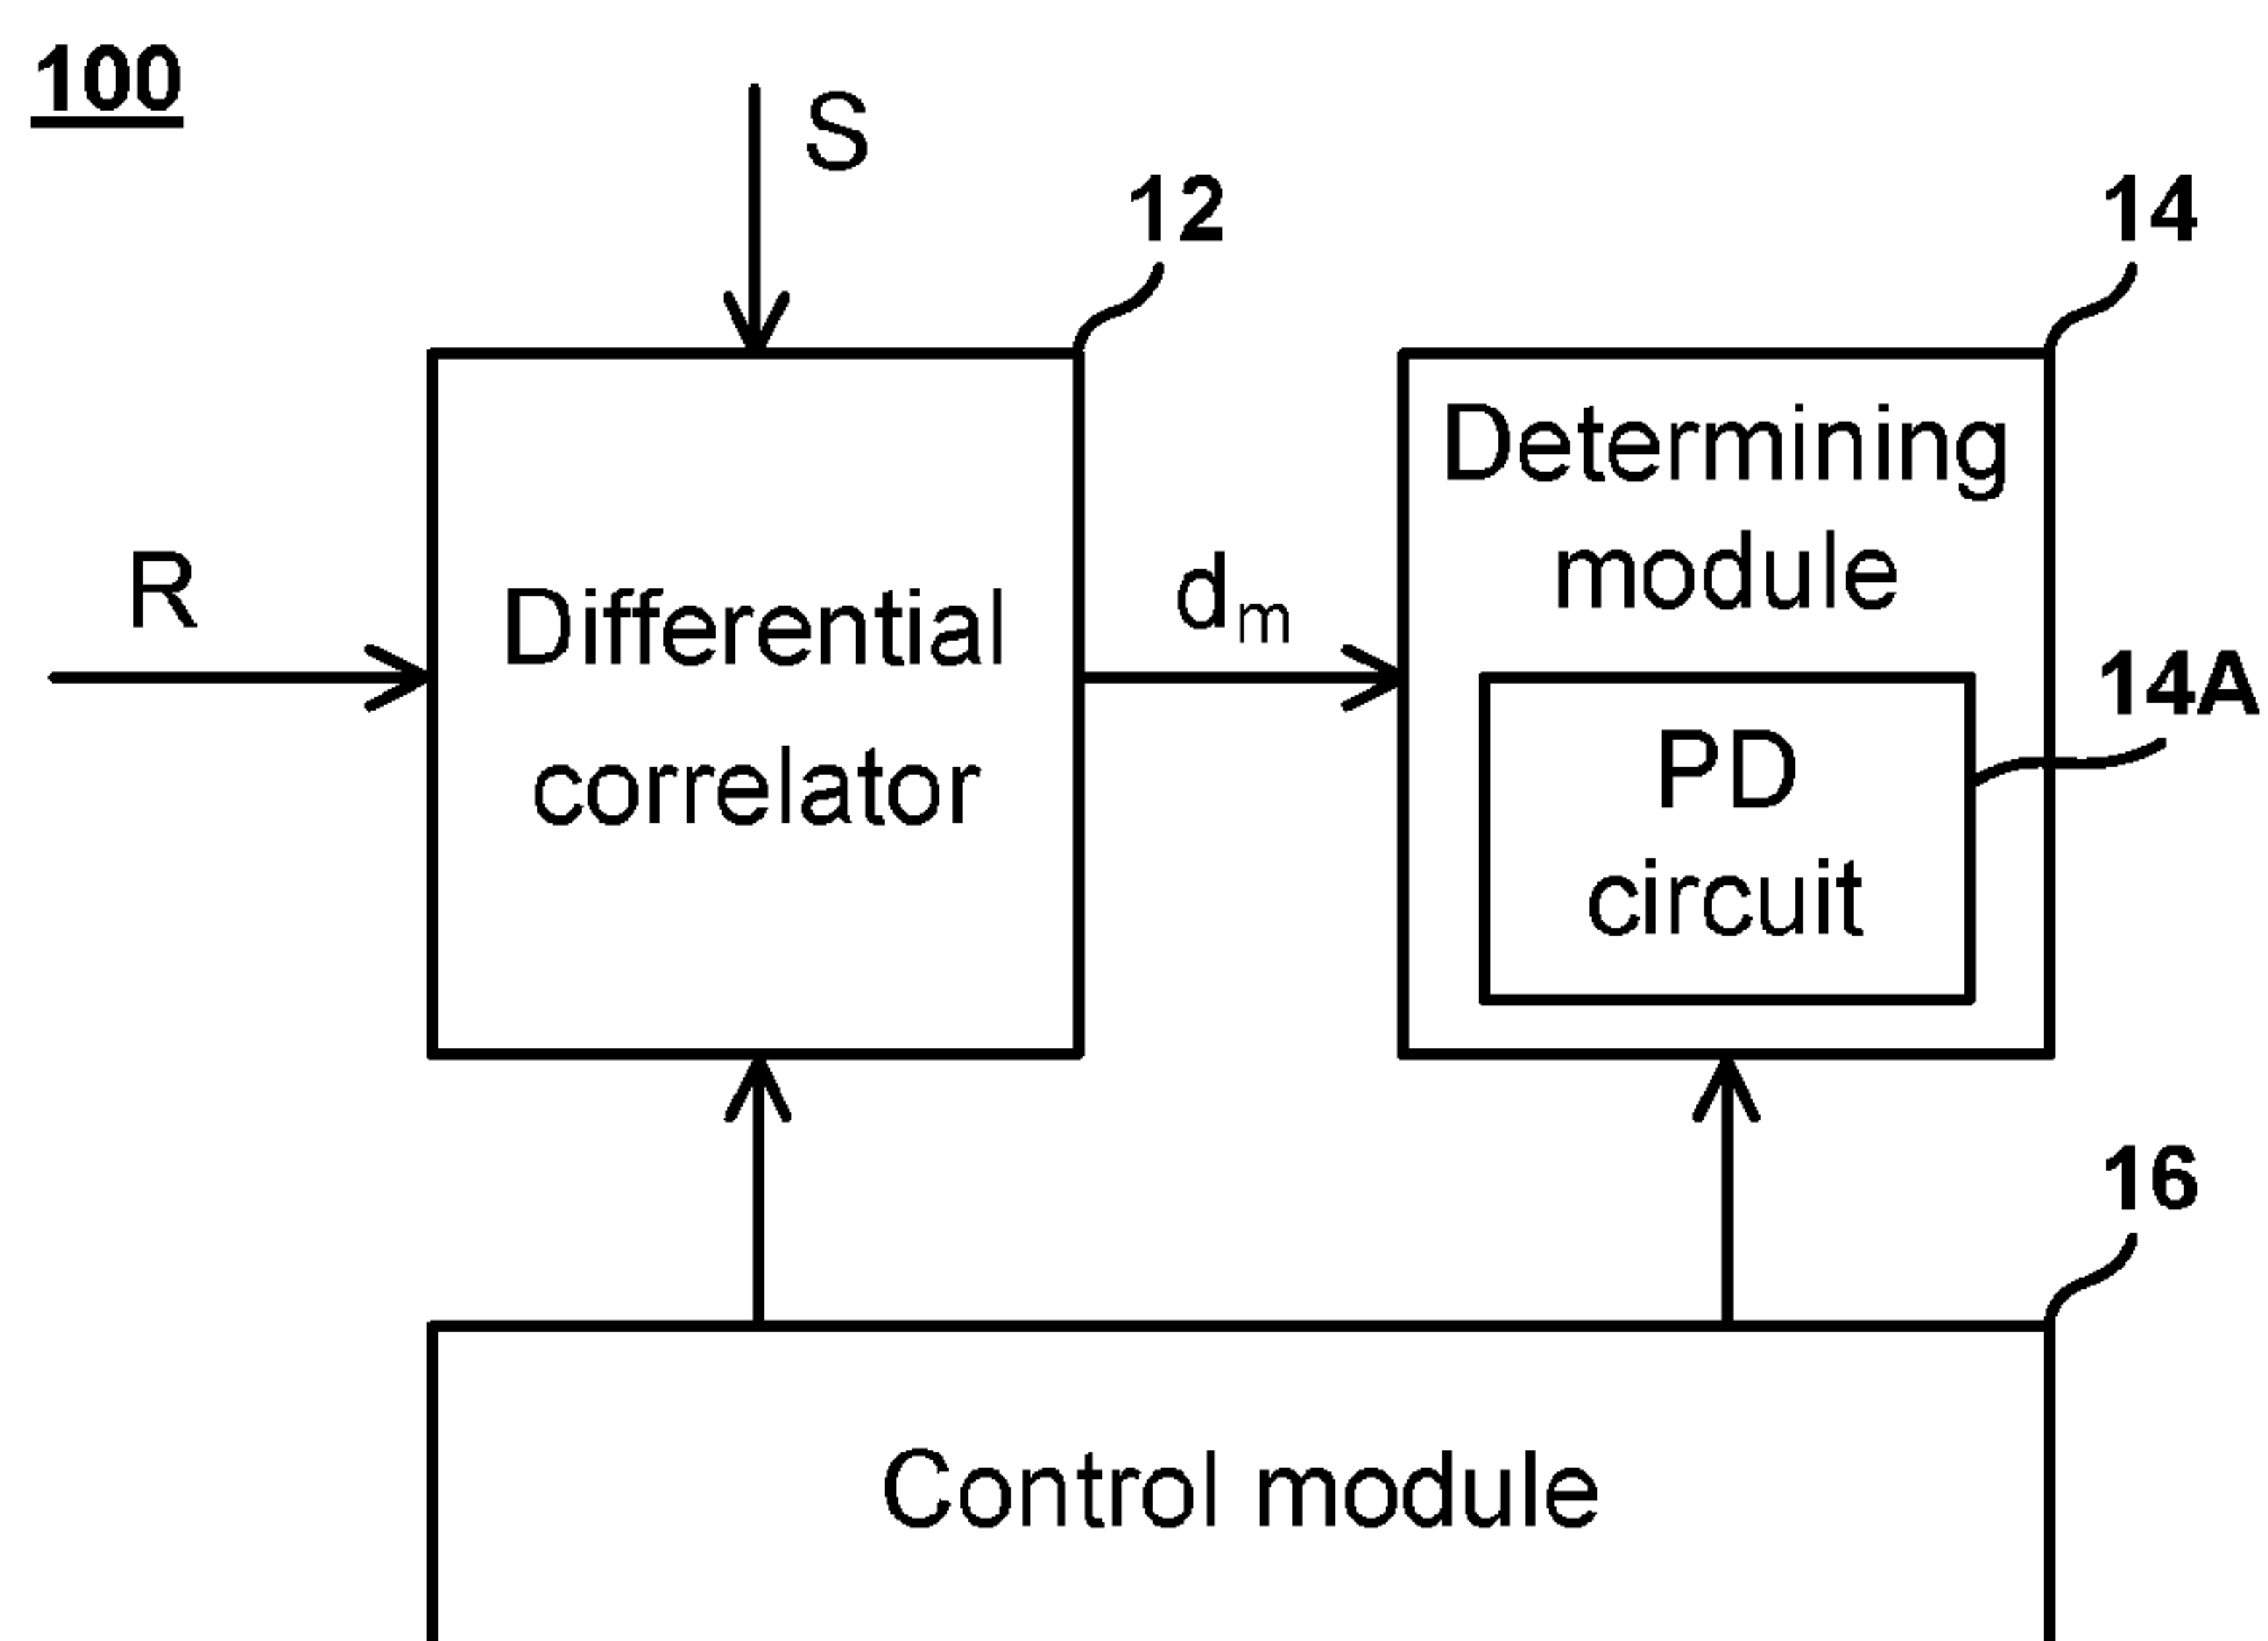 100
S
12
14
Determining
module
R
Differential
correlator
dₘ
14A
PD
circuit
16
Control module